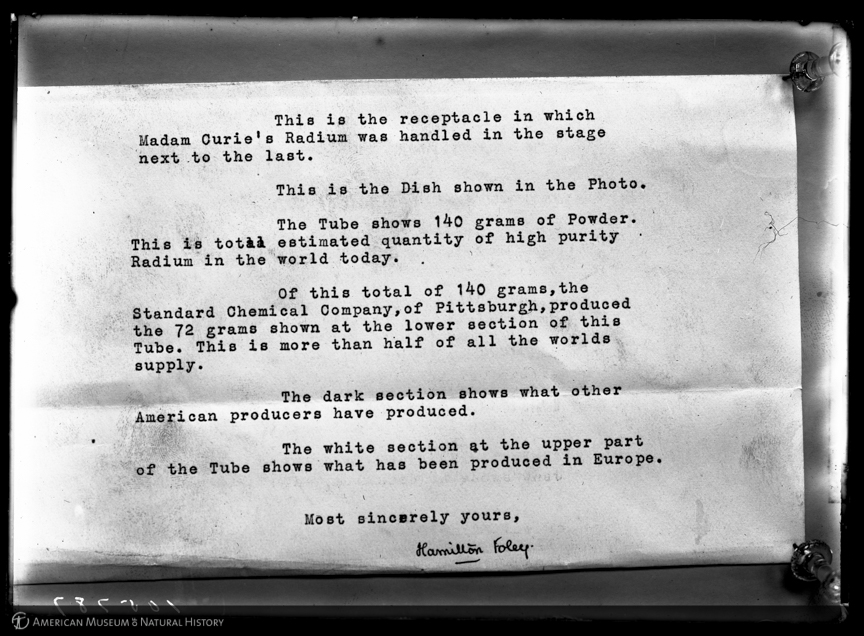 This is the receptacle in which
Madam Curie's Radium was handled in the stage
next to the last.
This is the Dish shown in the Photo.
The Tube shows 140 grams of Powder.
This is total estimated quantity of high purity
Radium in the world today.
Of this total of 140 grams,the
Standard Chemical Company,of Pittsburgh,produced
the 72 grams shown at the lower section of this
Tube. This is more than half of all the worlds
supply.
The dark section shows what other
American producers have produced.
The white section at the upper part
of the Tube shows what has been produced in Europe.
Most sincerely yours,
Hamilton Foley.
AMERICAN MUSEUM OF NATURAL HISTORY